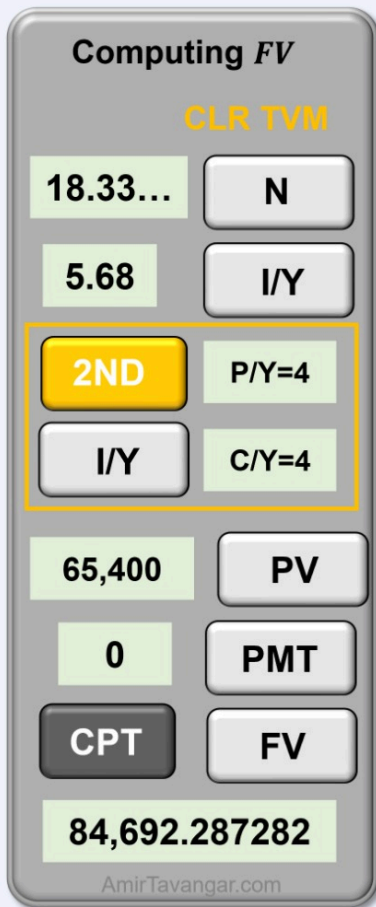 Computing FV
CLR TVM
18.33... N
5.68 I/Y
2ND P/Y=4
I/Y C/Y=4
65,400 PV
0 PMT
CPT FV
84,692.287282
AmirTavangar.com